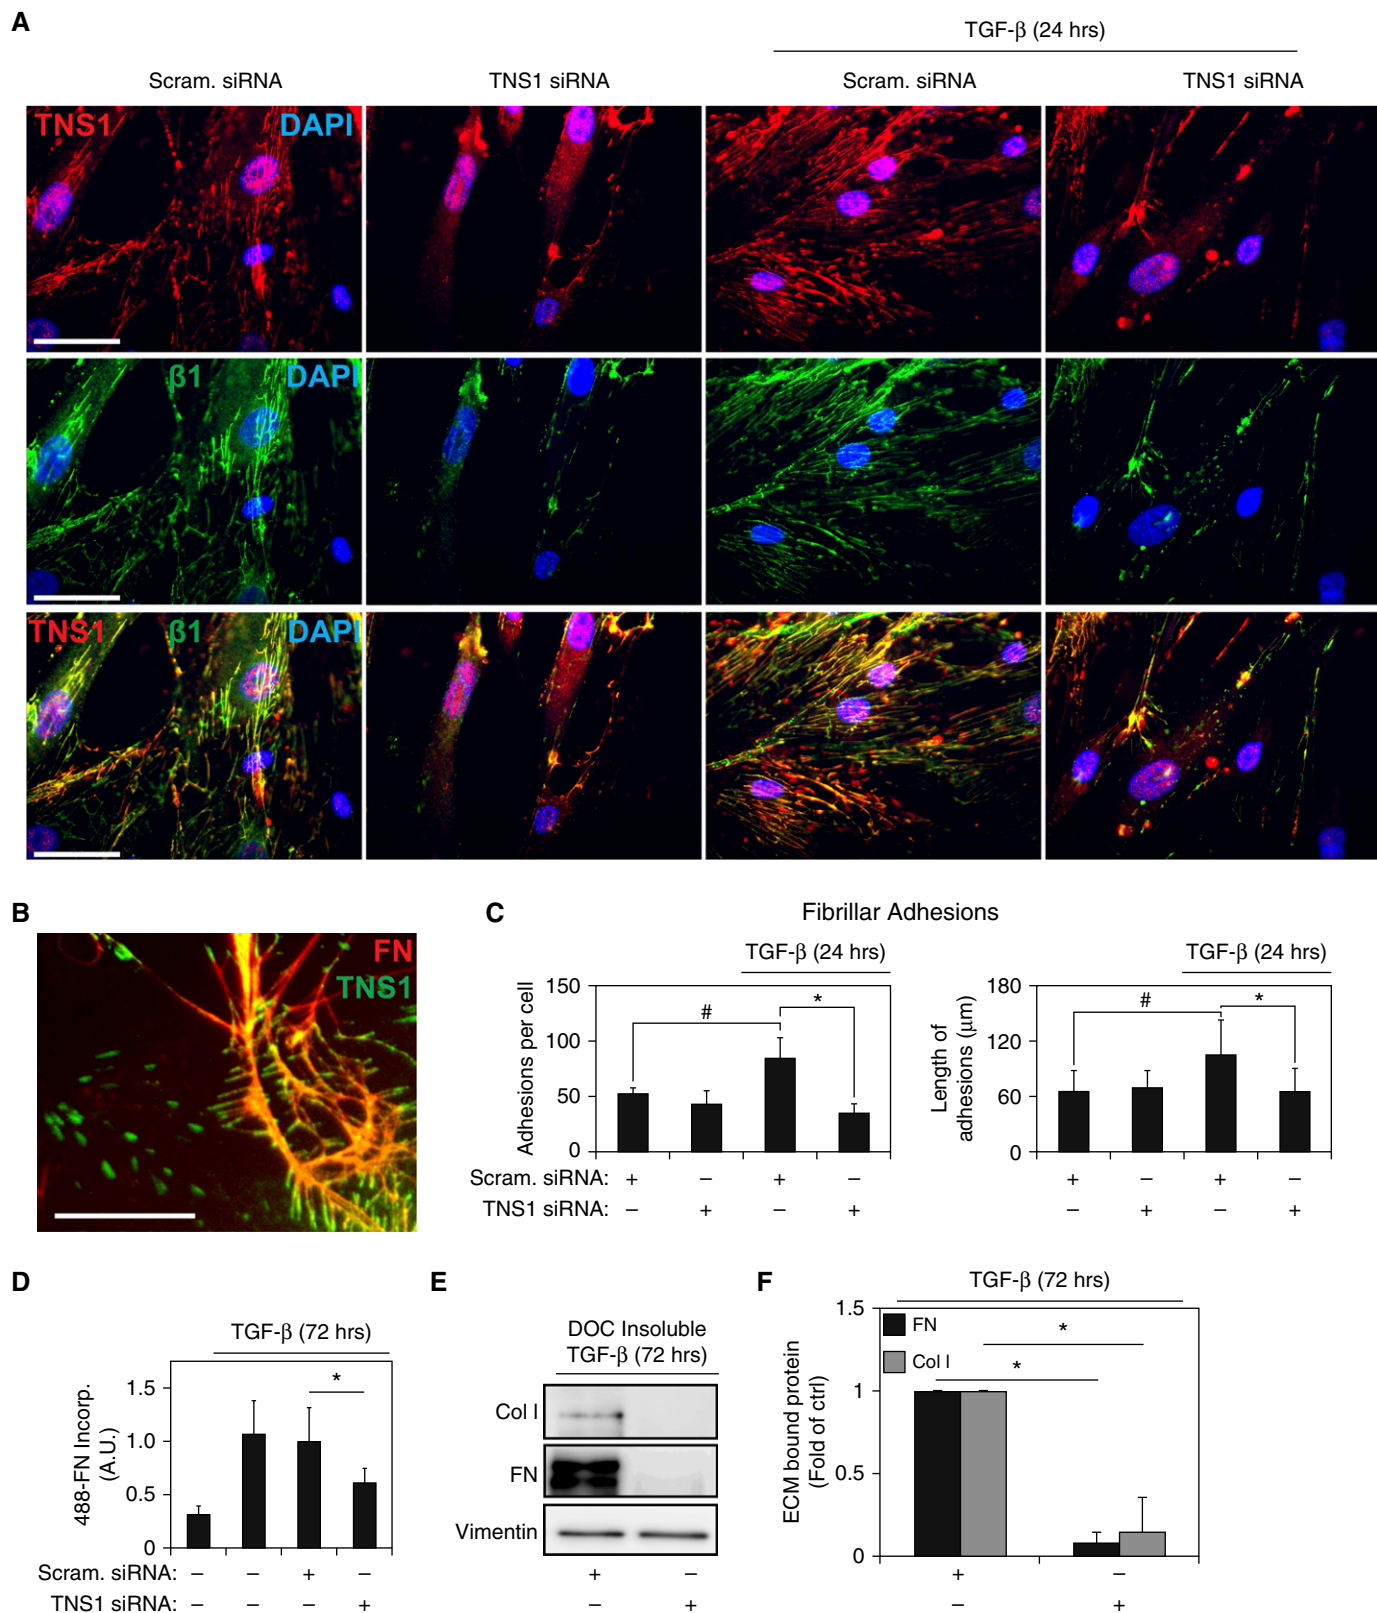 A
TGF-β (24 hrs)
Scram. siRNA TNS1 siRNA Scram. siRNA TNS1 siRNA
TNS1 DAPI
β1 DAPI
TNS1 β1 DAPI
B
FN
TNS1
C
Fibrillar Adhesions
TGF-β (24 hrs)
Adhesions per cell
150
100
50
0
# *
Scram. siRNA: + – + –
TNS1 siRNA: – + – +
TGF-β (24 hrs)
Length of
adhesions (μm)
180
120
60
0
# *
+ – + –
– + – +
D
TGF-β (72 hrs)
488-FN Incorp.
(A.U.)
1.5
1.0
0.5
0
*
Scram. siRNA: – – + –
TNS1 siRNA: – – – +
E
DOC Insoluble
TGF-β (72 hrs)
Col I
FN
Vimentin
+ –
– +
F
TGF-β (72 hrs)
ECM bound protein
(Fold of ctrl)
1.5
1
0.5
0
FN
Col I
*
*
+ –
– +